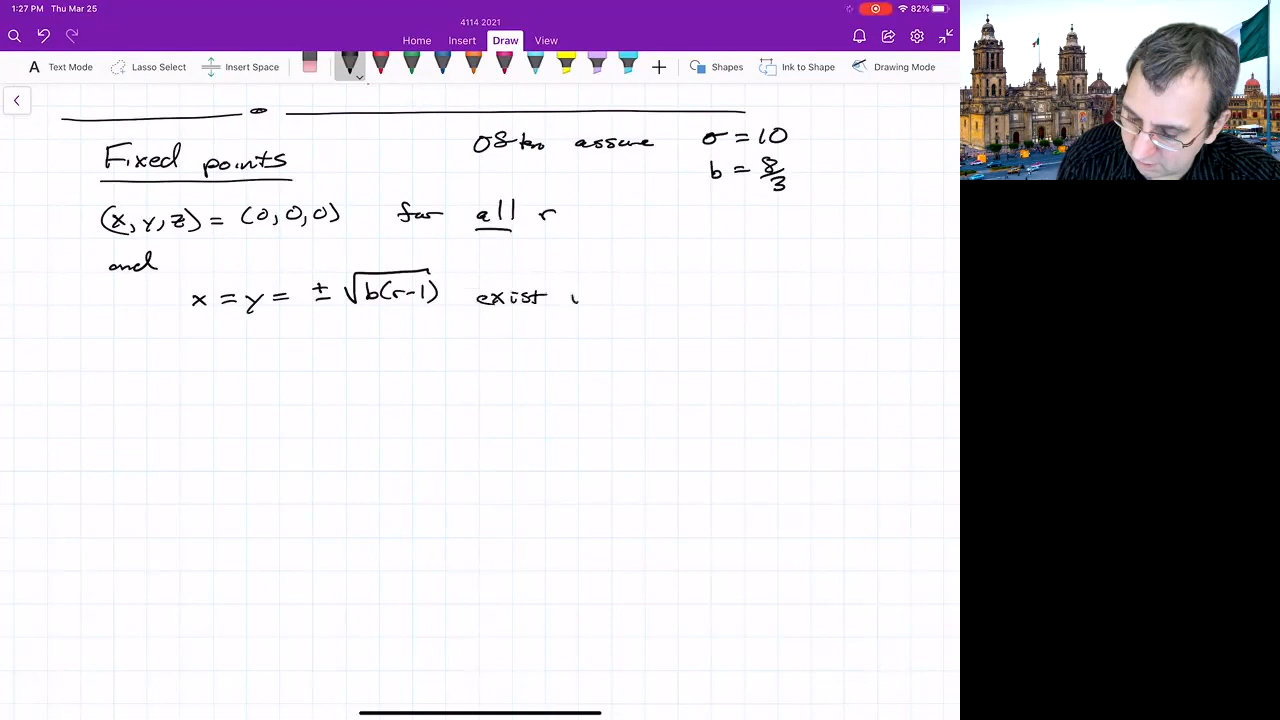 1:27 PM Thu Mar 25
82%
4114 2021
Home Insert Draw View
Text Mode Lasso Select Insert Space Shapes Ink to Shape Drawing Mode
Fixed points
assume σ = 10
b = 8/3
(x, y, z) = (0, 0, 0) for all r
and
x = y = ± √b(r-1) exist